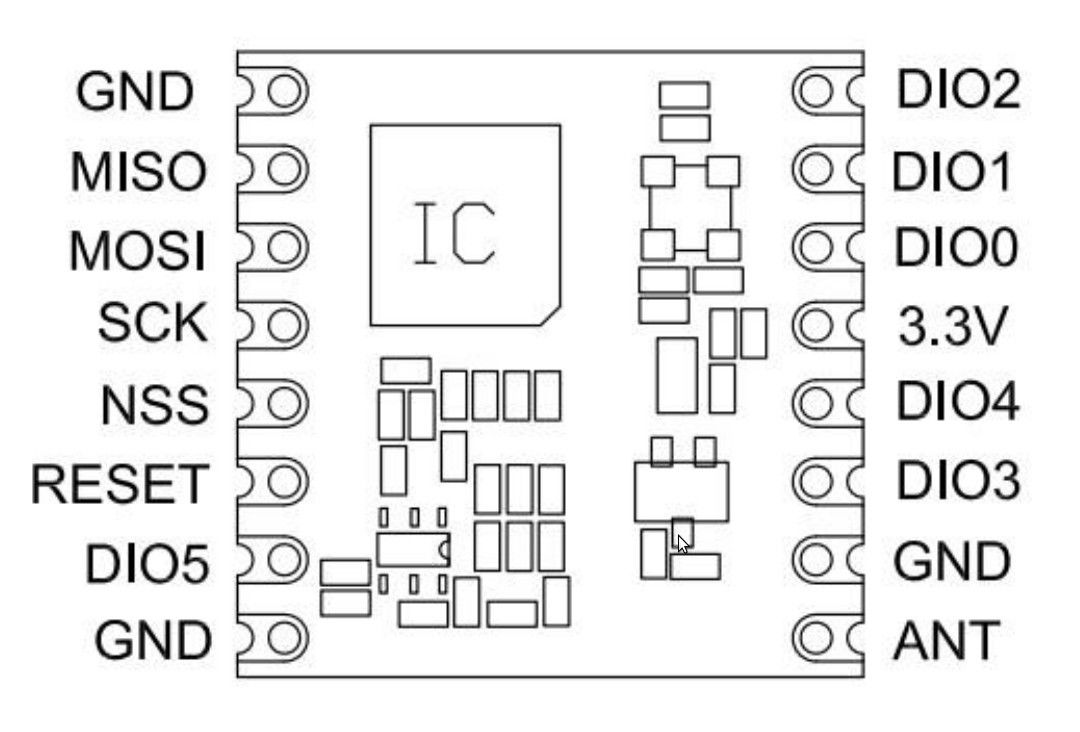 GND
DIO2
MISO
DIO1
MOSI
DIO0
IC
SCK
3.3V
NSS
DIO4
RESET
DIO3
DIO5
GND
GND
ANT